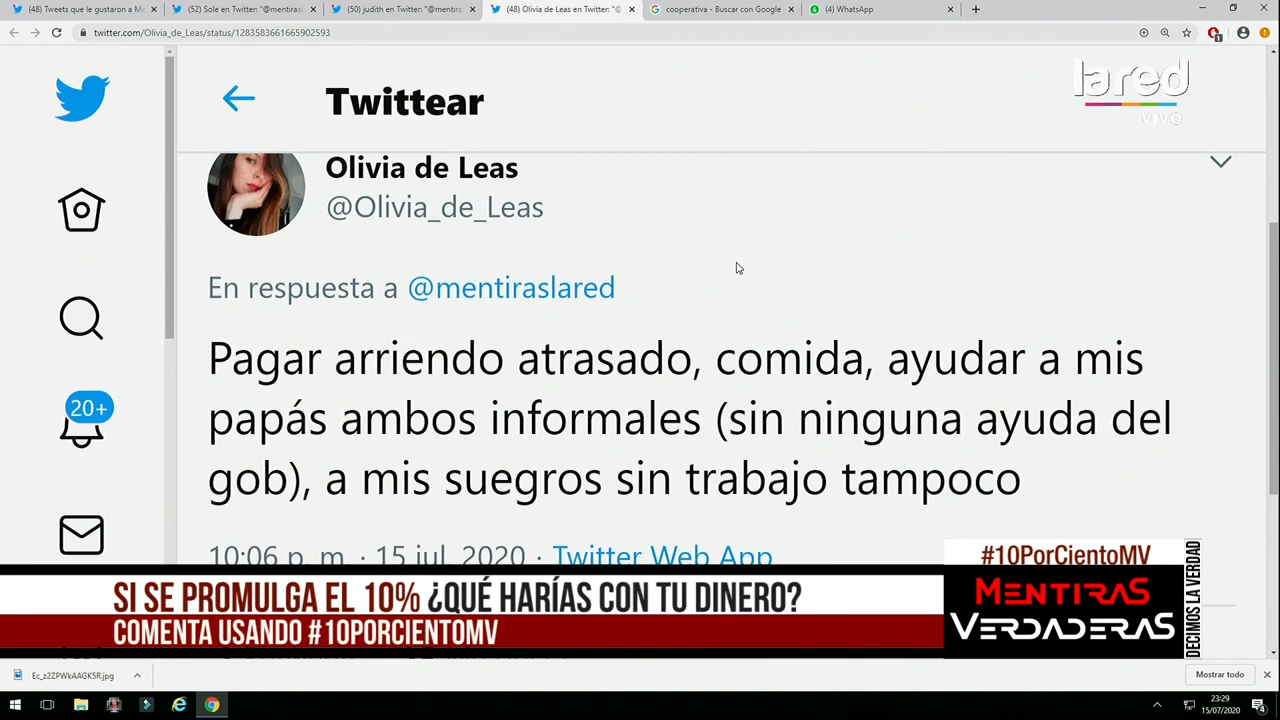 (48) Tweets que le gustaron a Me
(52) Sole en Twitter: "@mentirasl
(50) judith en Twitter: "@mentira
(48) Olivia de Leas en Twitter: "@
cooperativa - Buscar con Google
(4) WhatsApp
twitter.com/Olivia_de_Leas/status/1283583661665902593
lared
VIVO
Twittear
Olivia de Leas
@Olivia_de_Leas
En respuesta a @mentiraslared
Pagar arriendo atrasado, comida, ayudar a mis
papás ambos informales (sin ninguna ayuda del
gob), a mis suegros sin trabajo tampoco
20+
10:06 p. m. · 15 jul. 2020 · Twitter Web App
#10PorCientoMV
SI SE PROMULGA EL 10% ¿QUÉ HARÍAS CON TU DINERO?
COMENTA USANDO #10PORCIENTOMV
MENTIRAS
VERDADERAS
DECIMOS LA VERDAD
Ec_z2ZPWkAAGK5R.jpg
Mostrar todo
23:29
15/07/2020
4